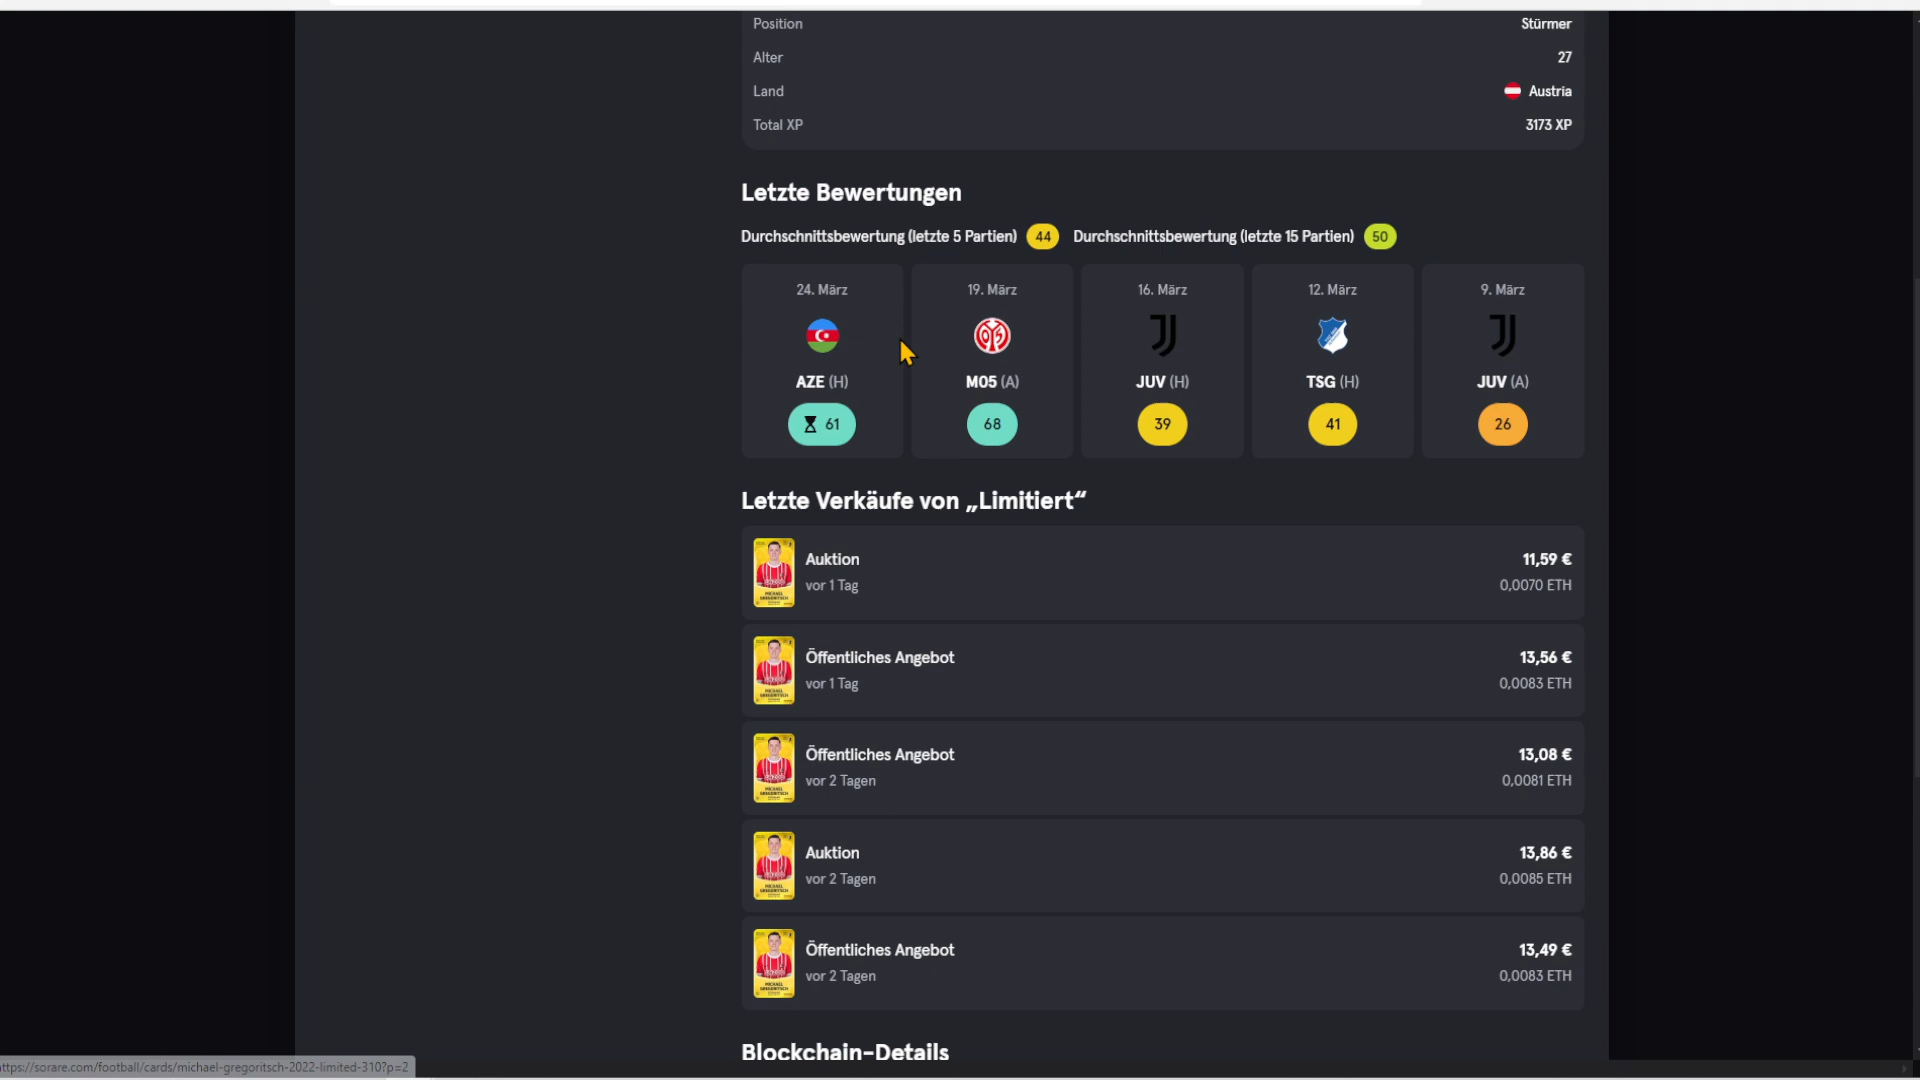 Position Stürmer
Alter 27
Land Austria
Total XP 3173 XP
Letzte Bewertungen
Durchschnittsbewertung (letzte 5 Partien) 44 Durchschnittsbewertung (letzte 15 Partien) 50
24. März 19. März 16. März 12. März 9. März
AZE (H) M05 (A) JUV (H) TSG (H) JUV (A)
61 68 39 41 26
Letzte Verkäufe von „Limitiert“
Auktion 11,59 €
vor 1 Tag 0,0070 ETH
Öffentliches Angebot 13,56 €
vor 1 Tag 0,0083 ETH
Öffentliches Angebot 13,08 €
vor 2 Tagen 0,0081 ETH
Auktion 13,86 €
vor 2 Tagen 0,0085 ETH
Öffentliches Angebot 13,49 €
vor 2 Tagen 0,0083 ETH
Blockchain-Details
ttps://sorare.com/football/cards/michael-gregoritsch-2022-limited-310?p=2